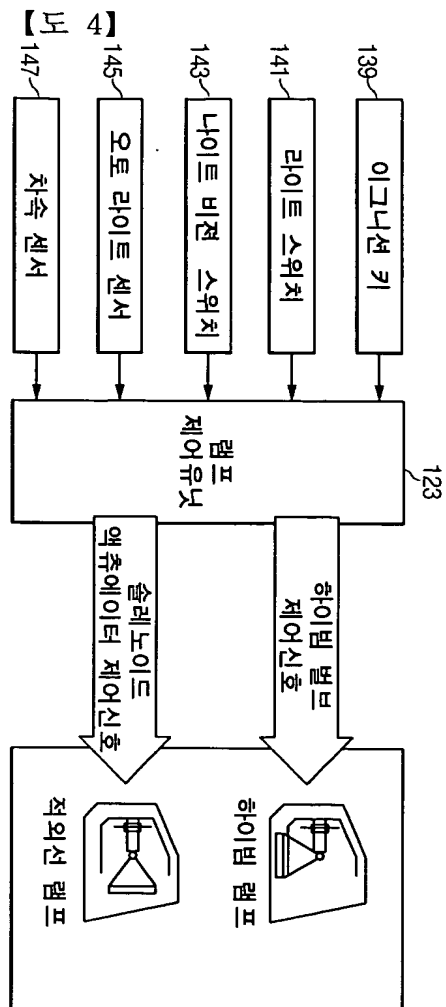 【도 4】
139
이그니션 키
141
라이트 스위치
143
나이트 비젼 스위치
145
오토 라이트 센서
147
차속 센서
123
램프
제어유닛
하이빔 벌브
제어신호
솔레노이드
액츄에이터 제어신호
하이빔 램프
적외선 램프